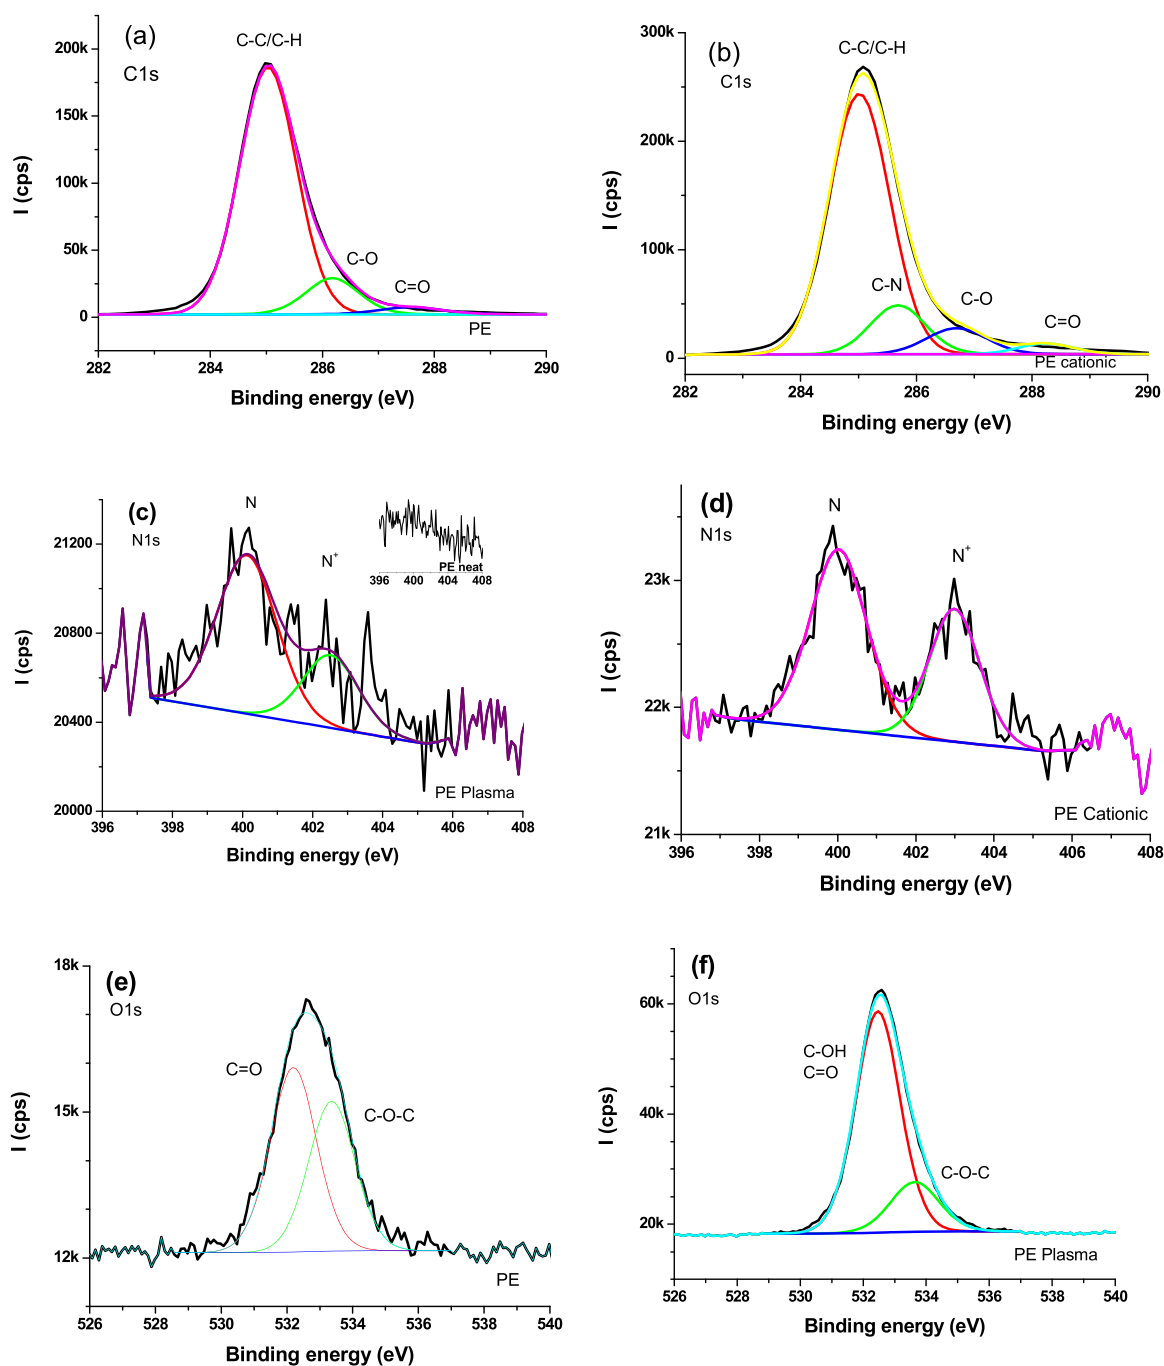 (a)
C-C/C-H
C1s
200k
150k
100k
50k
0
I (cps)
C-O
C=O
PE
282 284 286 288 290
Binding energy (eV)
(b)
C-C/C-H
C1s
300k
200k
100k
0
I (cps)
C-N
C-O
C=O
PE cationic
282 284 286 288 290
Binding energy (eV)
(c)
N
N1s
N+
21200
20800
20400
20000
I (cps)
PE neat
396 400 404 408
PE Plasma
396 398 400 402 404 406 408
Binding energy (eV)
(d)
N
N1s
N+
23k
22k
21k
I (cps)
PE Cationic
396 398 400 402 404 406 408
Binding energy (eV)
(e)
O1s
18k
15k
12k
I (cps)
C=O
C-O-C
PE
526 528 530 532 534 536 538 540
Binding energy (eV)
(f)
O1s
60k
40k
20k
I (cps)
C-OH
C=O
C-O-C
PE Plasma
526 528 530 532 534 536 538 540
Binding energy (eV)